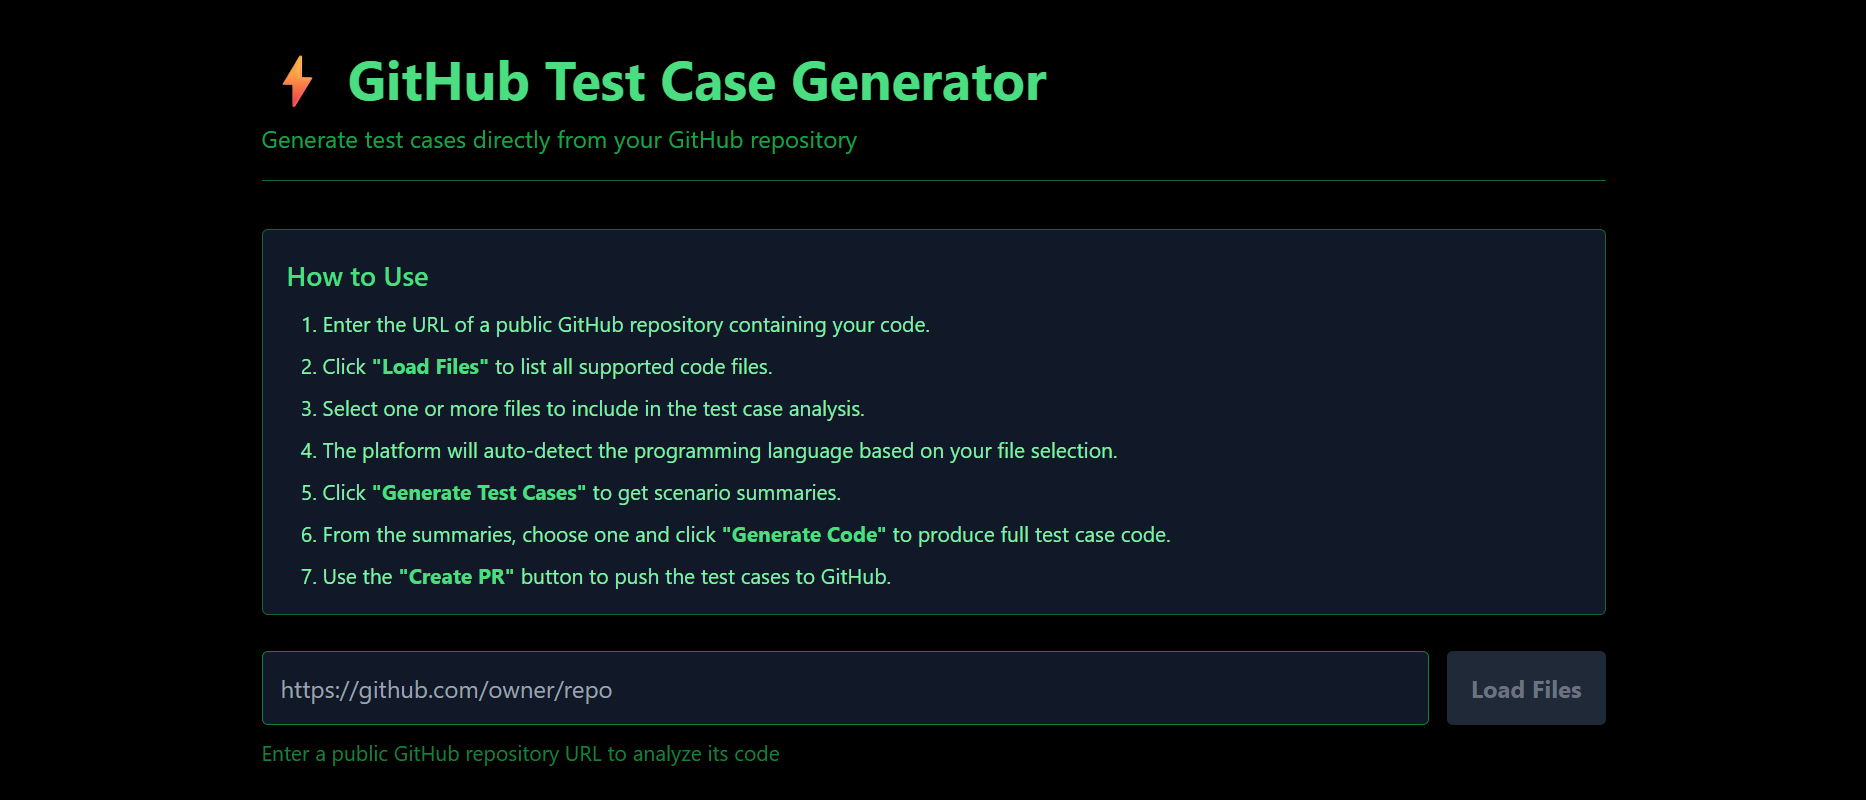 GitHub Test Case Generator
Generate test cases directly from your GitHub repository
How to Use
1. Enter the URL of a public GitHub repository containing your code.
2. Click "Load Files" to list all supported code files.
3. Select one or more files to include in the test case analysis.
4. The platform will auto-detect the programming language based on your file selection.
5. Click "Generate Test Cases" to get scenario summaries.
6. From the summaries, choose one and click "Generate Code" to produce full test case code.
7. Use the "Create PR" button to push the test cases to GitHub.
https://github.com/owner/repo
Load Files
Enter a public GitHub repository URL to analyze its code